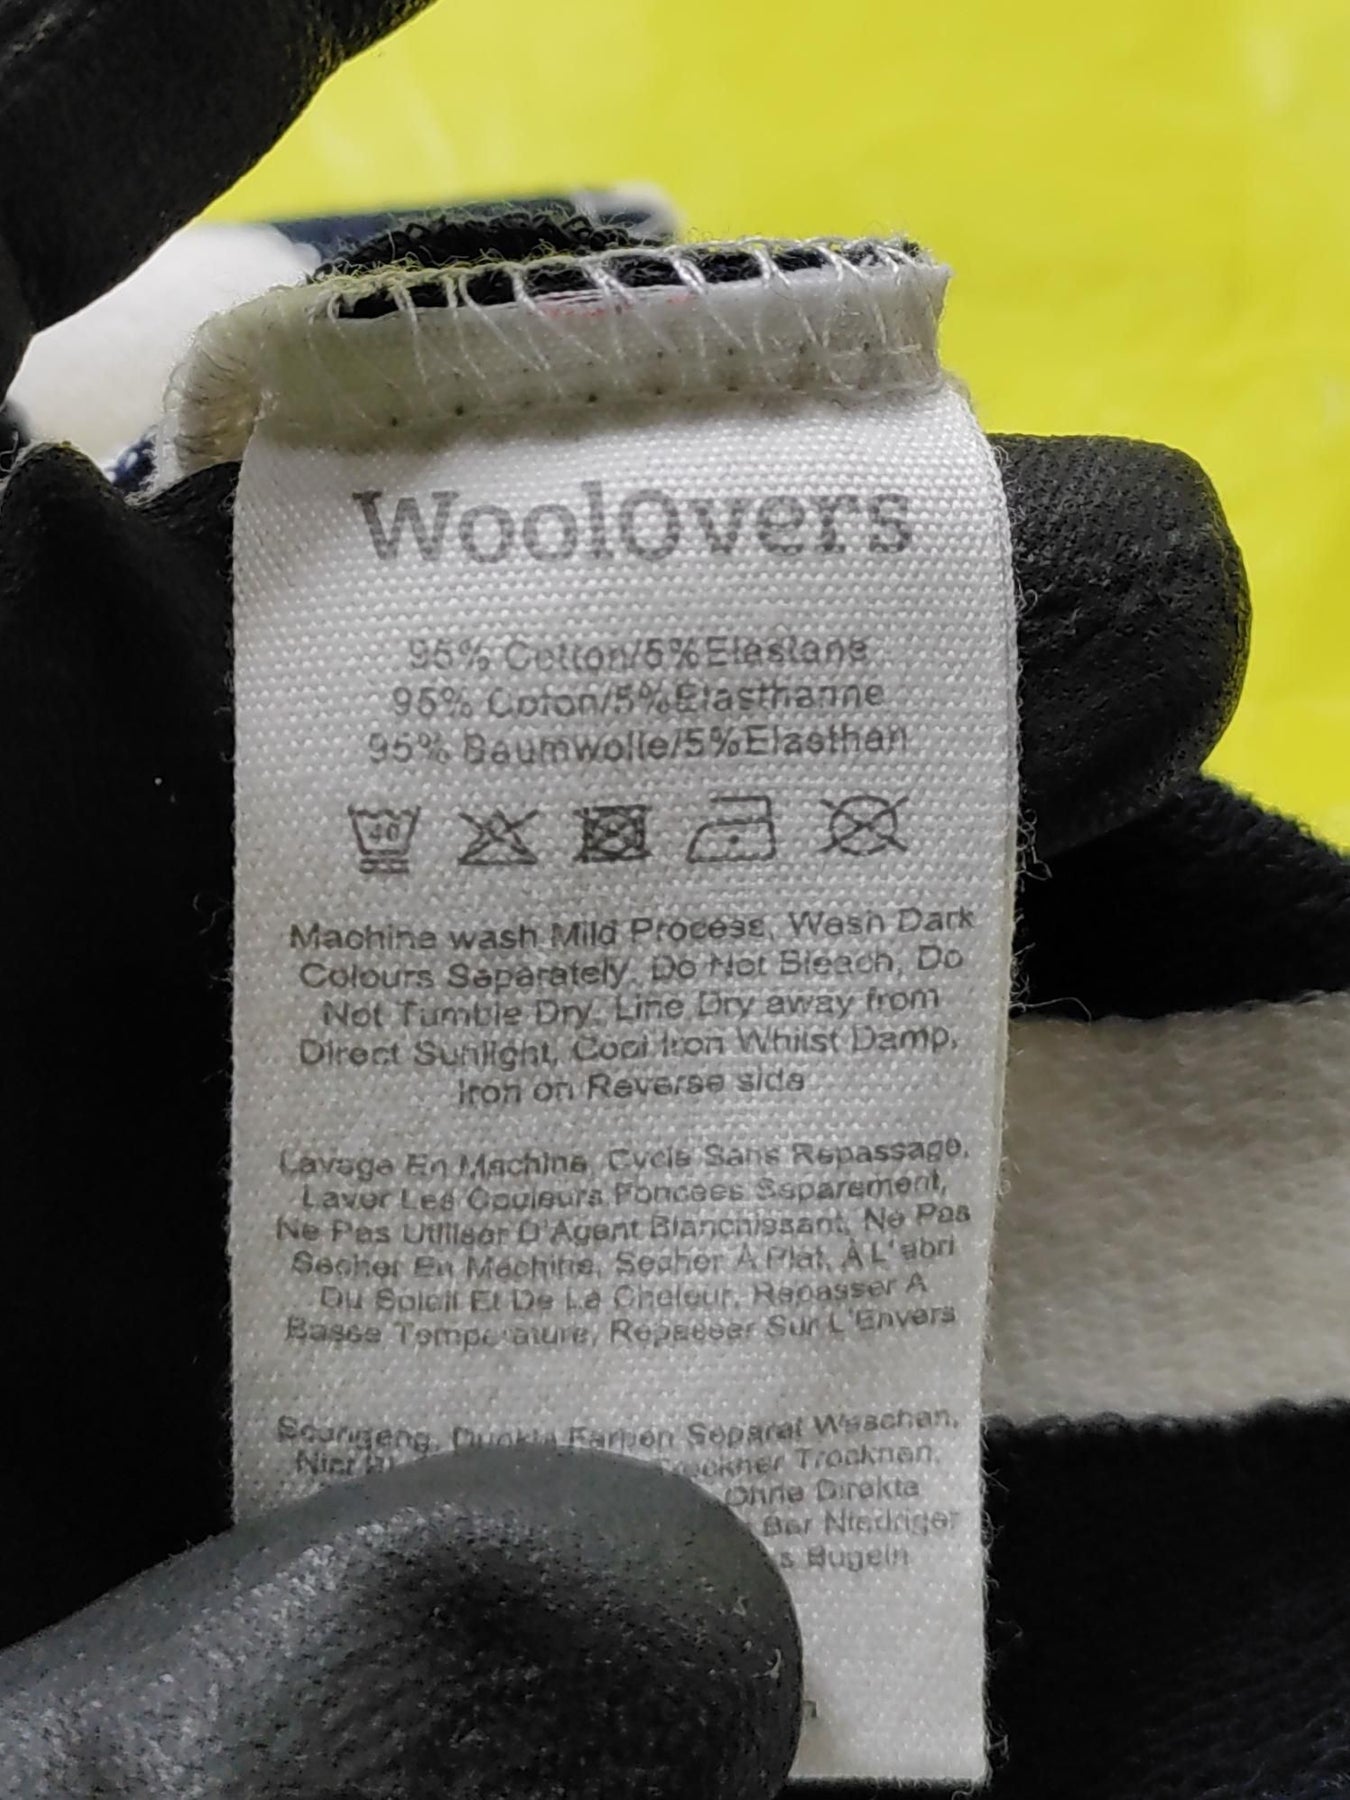 WoolOvers
95% Cotton/5%Elastane
95% Coton/5%Elasthanne
95% Baumwolle/5%Elasthan
40
Machine wash Mild Process, Wash Dark
Colours Separately. Do Not Bleach, Do
Not Tumble Dry. Line Dry away from
Direct Sunlight, Cool Iron Whilst Damp,
Iron on Reverse side
Lavage En Machine, Cycle Sans Repassage,
Laver Les Couleurs Foncees Separement,
Ne Pas Utiliser D'Agent Blanchissant, Ne Pas
Secher En Machine, Secher A Plat, À L'abri
Du Soleil Et De La Chaleur, Repasser A
Basse Temperature, Repasser Sur L'Envers
Dunkle Farben Separat Waschen,
Trockner Trocknen,
Ohne Direkte
Bei Niedriger
Bugeln